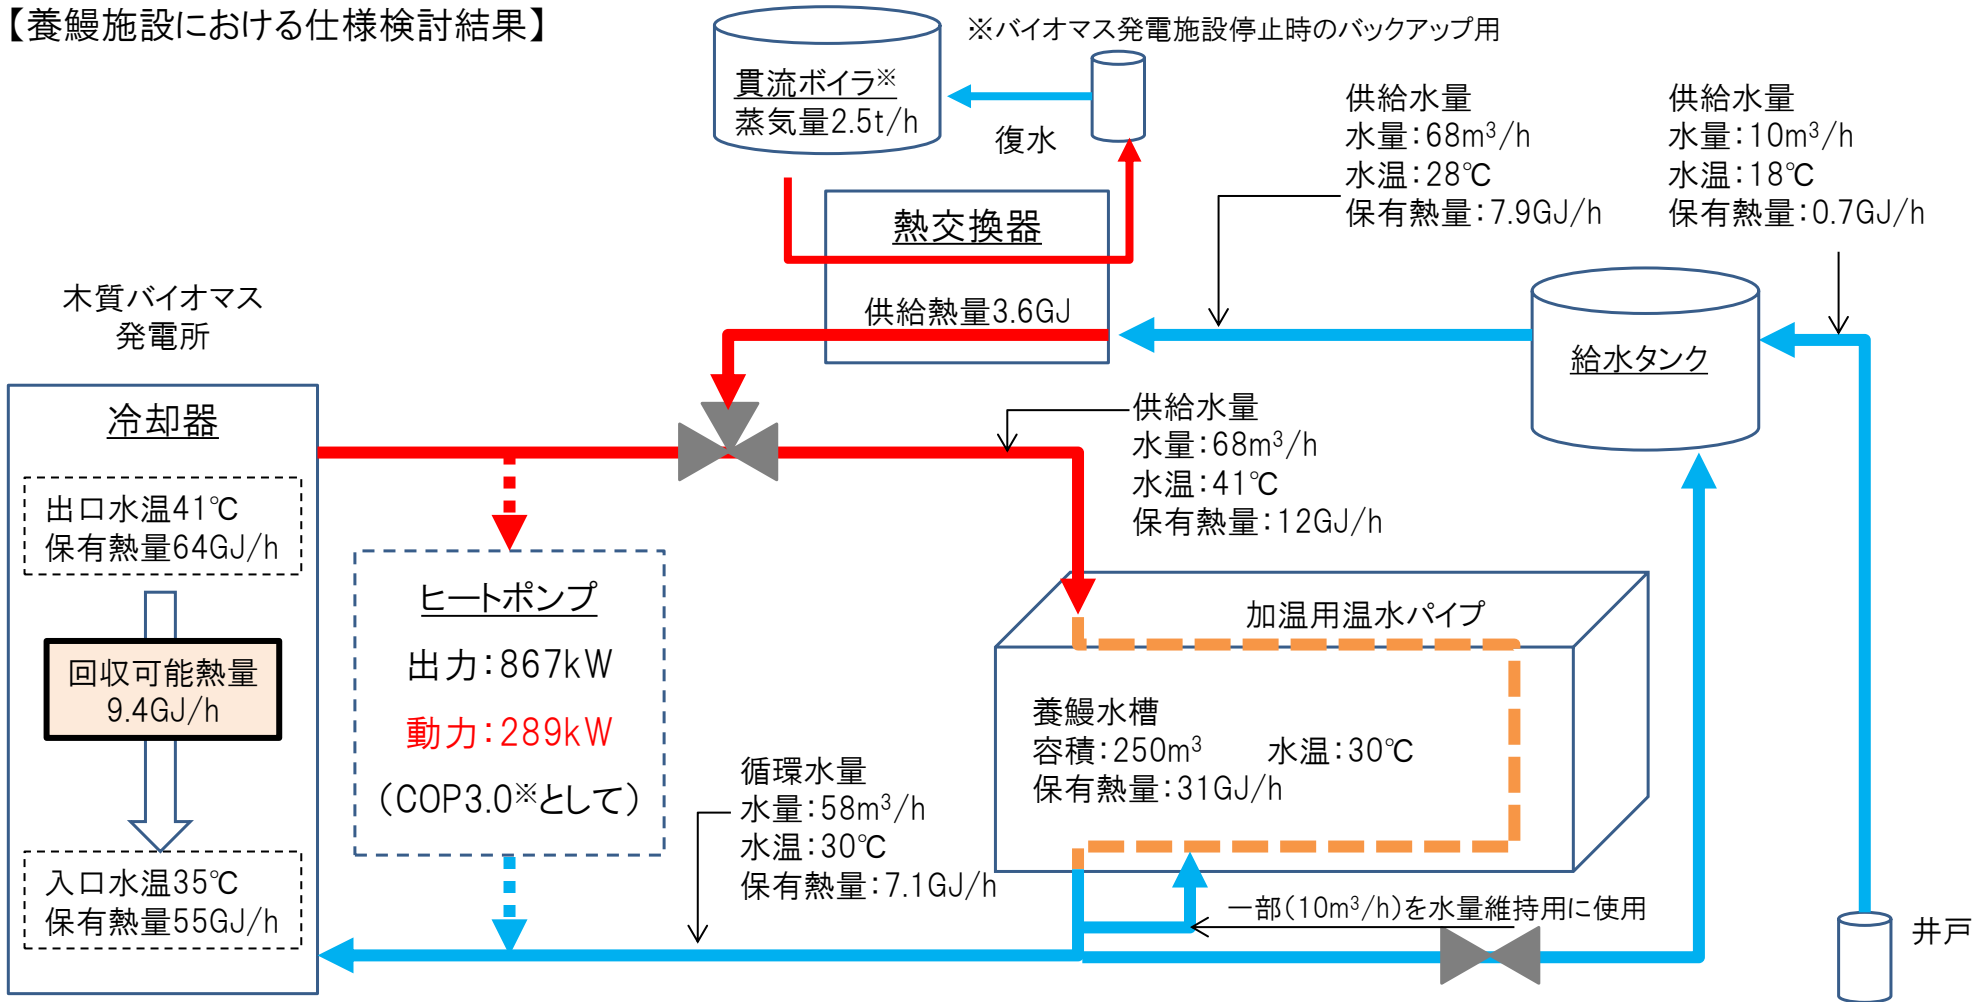 【養鰻施設における仕様検討結果】
※バイオマス発電施設停止時のバックアップ用
貫流ボイラ※
蒸気量2.5t/h
復水
供給水量
水量：68m³/h
水温：28℃
保有熱量：7.9GJ/h
供給水量
水量：10m³/h
水温：18℃
保有熱量：0.7GJ/h
熱交換器
供給熱量3.6GJ
給水タンク
木質バイオマス
発電所
冷却器
出口水温41℃
保有熱量64GJ/h
回収可能熱量
9.4GJ/h
入口水温35℃
保有熱量55GJ/h
ヒートポンプ
出力：867kW
動力：289kW
（COP3.0※として）
供給水量
水量：68m³/h
水温：41℃
保有熱量：12GJ/h
加温用温水パイプ
養鰻水槽
容積：250m³　水温：30℃
保有熱量：31GJ/h
循環水量
水量：58m³/h
水温：30℃
保有熱量：7.1GJ/h
一部（10m³/h）を水量維持用に使用
井戸